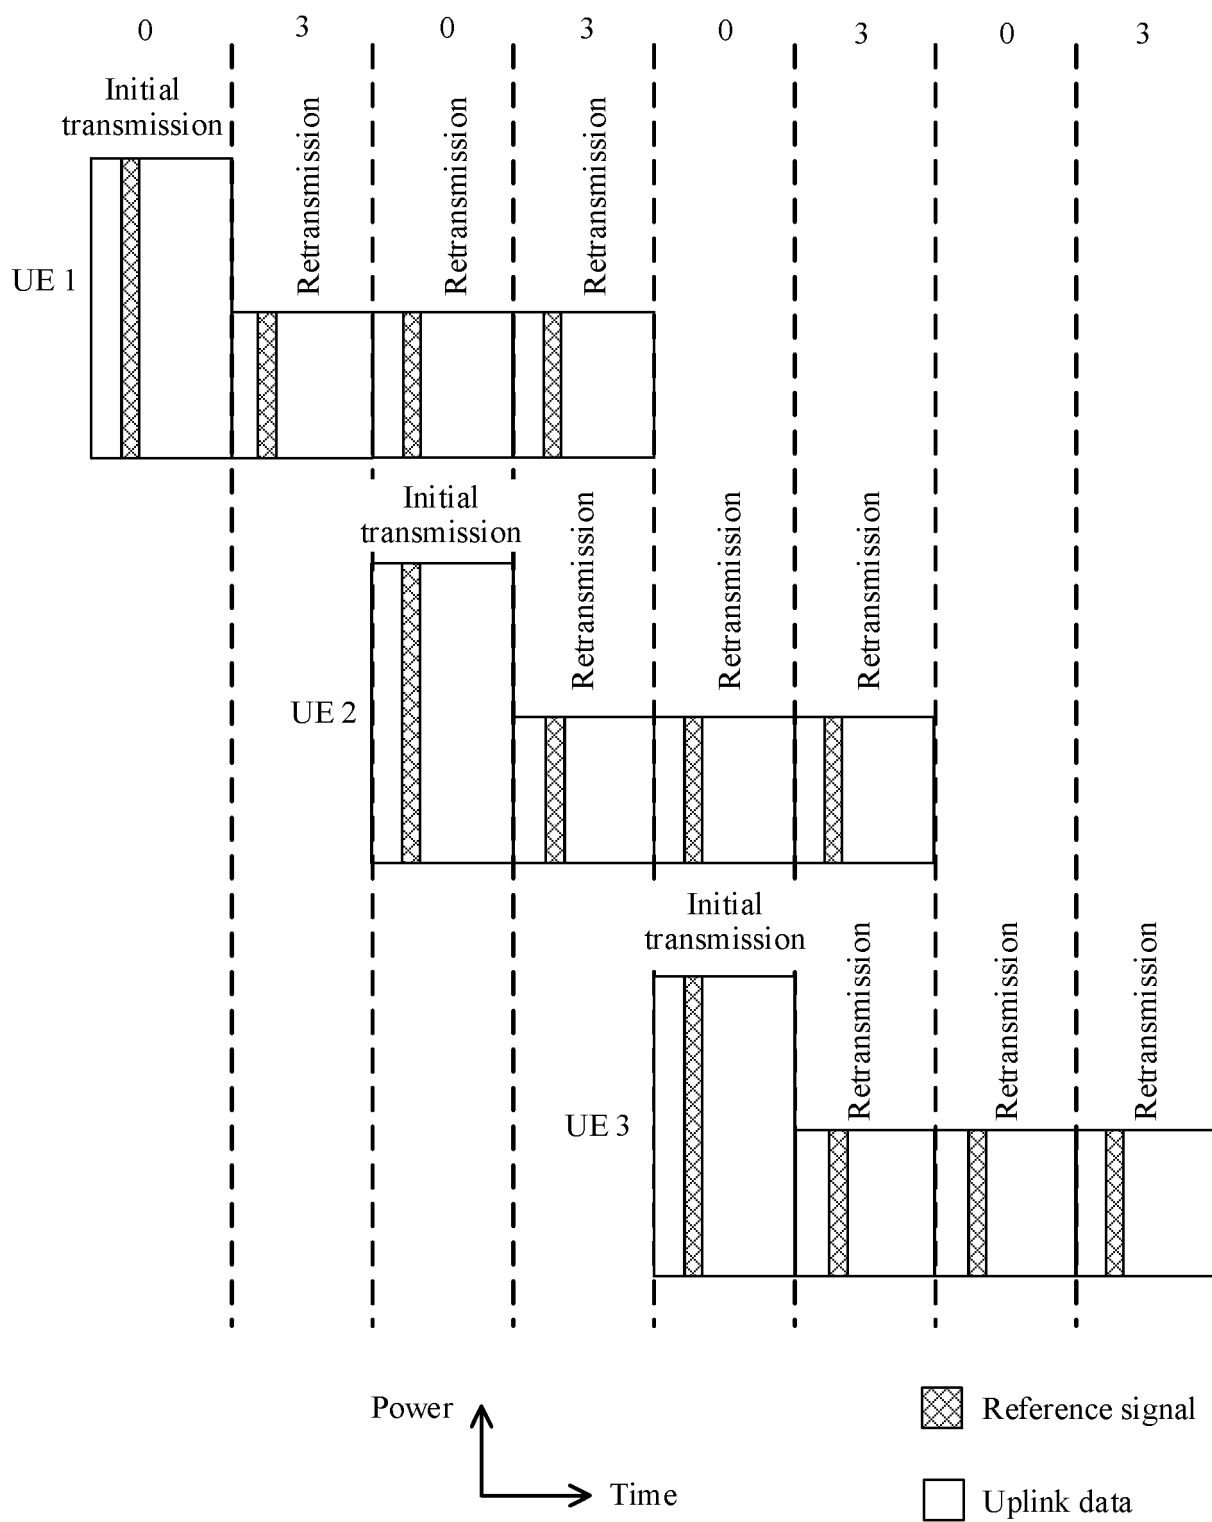 0 3 0 3 0 3 0 3
Initial
transmission
Retransmission
Retransmission
Retransmission
UE 1
Initial
transmission
Retransmission
Retransmission
Retransmission
UE 2
Initial
transmission
Retransmission
Retransmission
Retransmission
UE 3
Power
Time
Reference signal
Uplink data